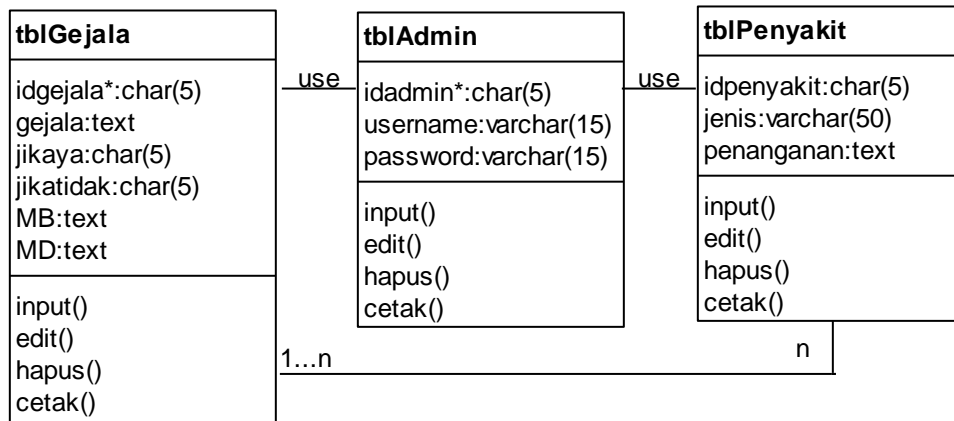 tblGejala
idgejala*:char(5)
gejala:text
jikaya:char(5)
jikatidak:char(5)
MB:text
MD:text
input()
edit()
hapus()
cetak()
use
tblAdmin
idadmin*:char(5)
username:varchar(15)
password:varchar(15)
input()
edit()
hapus()
cetak()
use
tblPenyakit
idpenyakit:char(5)
jenis:varchar(50)
penanganan:text
input()
edit()
hapus()
cetak()
1...n
n